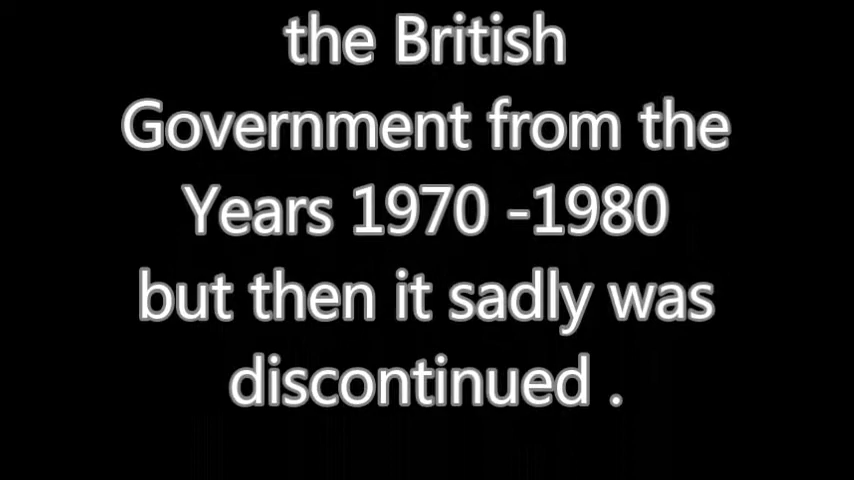 the British
Government from the
Years 1970 -1980
but then it sadly was
discontinued .